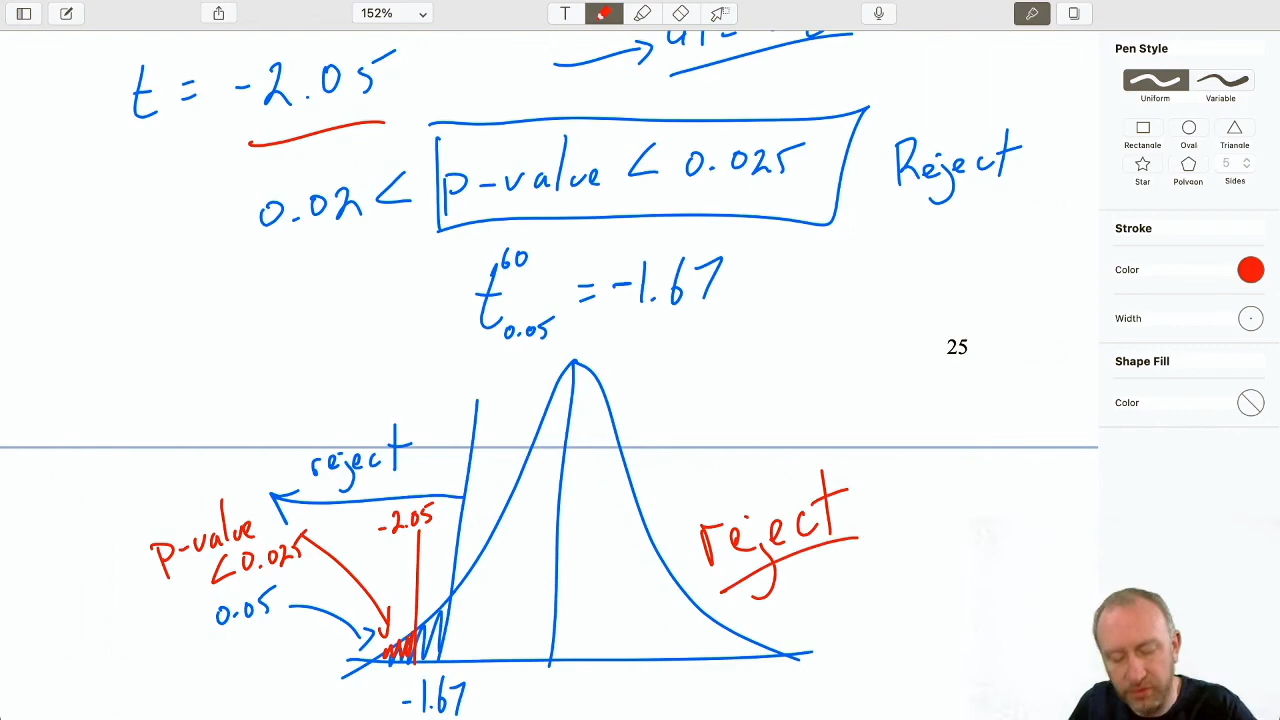 152%
T
t = -2.05
0.02 < p-value < 0.025
Reject
t 60 0.05 = -1.67
25
reject
-2.05
p-value
< 0.025
0.05
reject
-1.67
Pen Style
Uniform
Variable
Rectangle
Oval
Triangle
Star
Polygon
5
Sides
Stroke
Color
Width
Shape Fill
Color